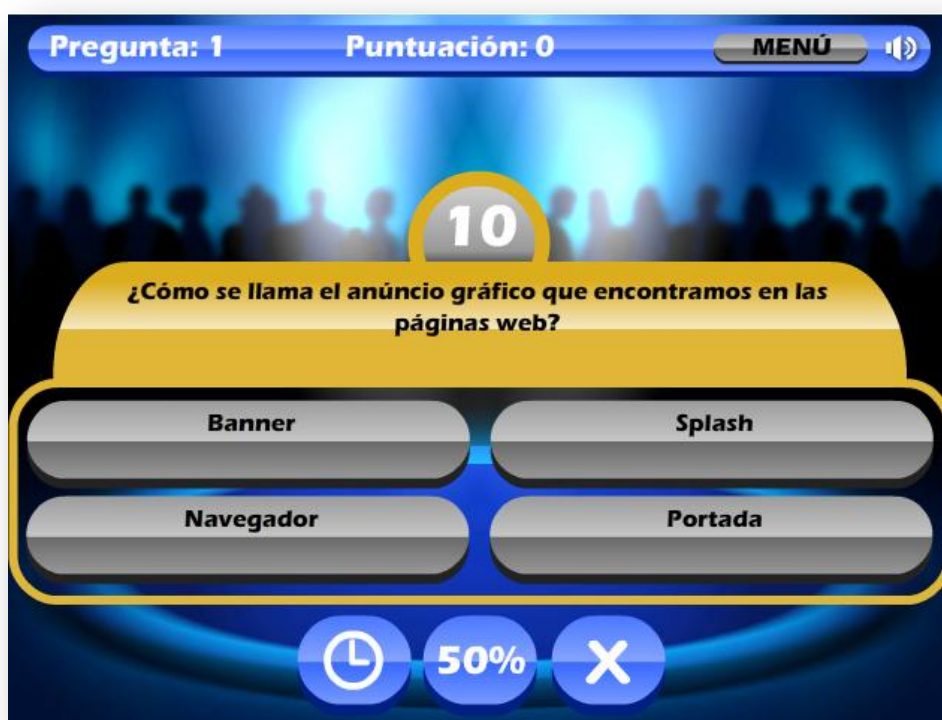 Pregunta: 1 Puntuación: 0 MENÚ
10
¿Cómo se llama el anúncio gráfico que encontramos en las
páginas web?
Banner Splash
Navegador Portada
50% X